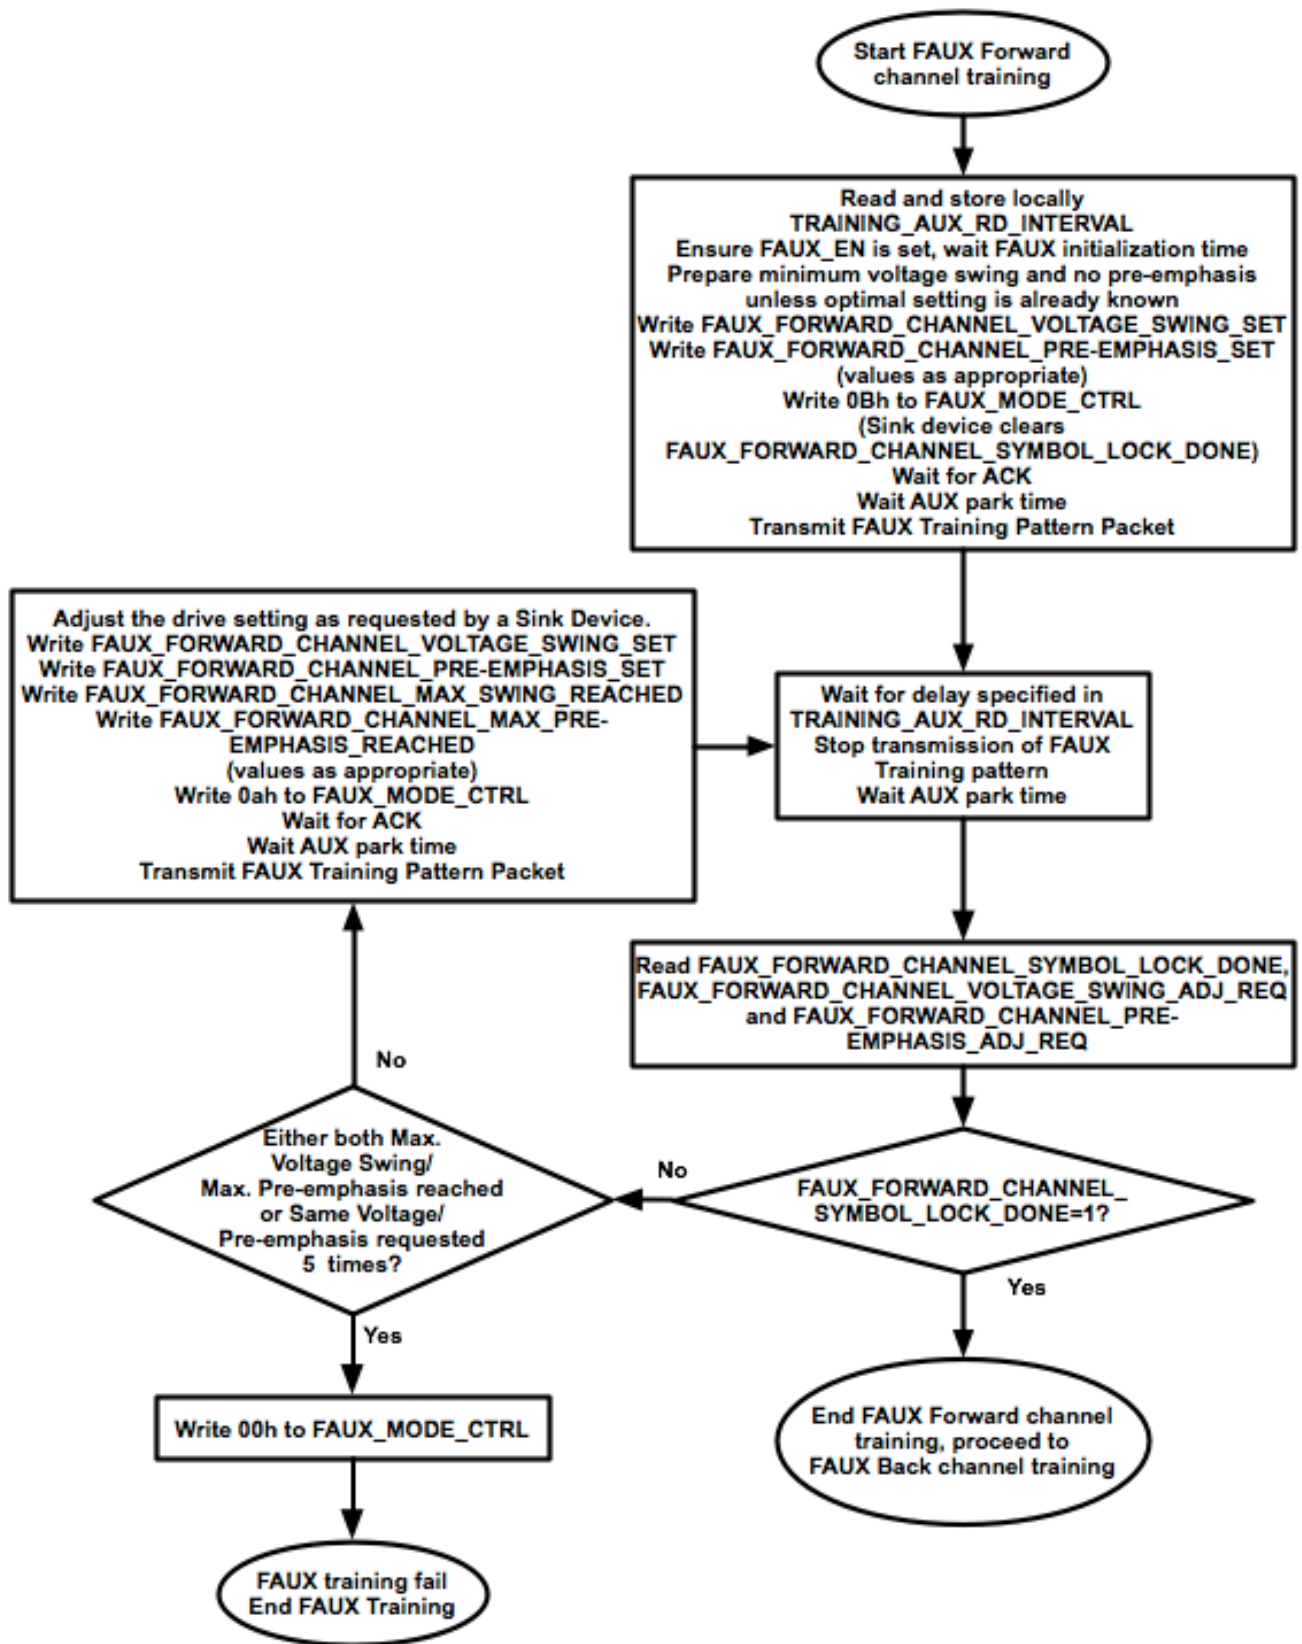 Start FAUX Forward
channel training
Read and store locally
TRAINING_AUX_RD_INTERVAL
Ensure FAUX_EN is set, wait FAUX initialization time
Prepare minimum voltage swing and no pre-emphasis
unless optimal setting is already known
Write FAUX_FORWARD_CHANNEL_VOLTAGE_SWING_SET
Write FAUX_FORWARD_CHANNEL_PRE-EMPHASIS_SET
(values as appropriate)
Write 0Bh to FAUX_MODE_CTRL
(Sink device clears
FAUX_FORWARD_CHANNEL_SYMBOL_LOCK_DONE)
Wait for ACK
Wait AUX park time
Transmit FAUX Training Pattern Packet
Adjust the drive setting as requested by a Sink Device.
Write FAUX_FORWARD_CHANNEL_VOLTAGE_SWING_SET
Write FAUX_FORWARD_CHANNEL_PRE-EMPHASIS_SET
Write FAUX_FORWARD_CHANNEL_MAX_SWING_REACHED
Write FAUX_FORWARD_CHANNEL_MAX_PRE-
EMPHASIS_REACHED
(values as appropriate)
Write 0ah to FAUX_MODE_CTRL
Wait for ACK
Wait AUX park time
Transmit FAUX Training Pattern Packet
Wait for delay specified in
TRAINING_AUX_RD_INTERVAL
Stop transmission of FAUX
Training pattern
Wait AUX park time
Read FAUX_FORWARD_CHANNEL_SYMBOL_LOCK_DONE,
FAUX_FORWARD_CHANNEL_VOLTAGE_SWING_ADJ_REQ
and FAUX_FORWARD_CHANNEL_PRE-
EMPHASIS_ADJ_REQ
No
Either both Max.
Voltage Swing/
Max. Pre-emphasis reached
or Same Voltage/
Pre-emphasis requested
5 times?
No
FAUX_FORWARD_CHANNEL_
SYMBOL_LOCK_DONE=1?
Yes
Yes
Write 00h to FAUX_MODE_CTRL
End FAUX Forward channel
training, proceed to
FAUX Back channel training
FAUX training fail
End FAUX Training